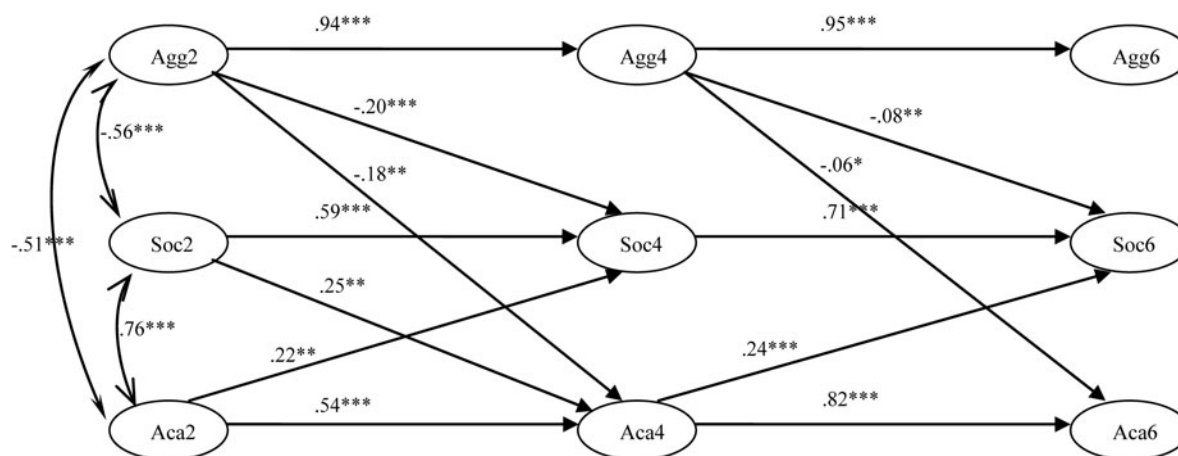 .94*** .95***
Agg2 Agg4 Agg6
-.20*** -.08**
-.56*** -.18** -.06*
.59*** .71***
-.51*** Soc2 Soc4 Soc6
.25**
.76*** .22** .24***
.54*** .82***
Aca2 Aca4 Aca6